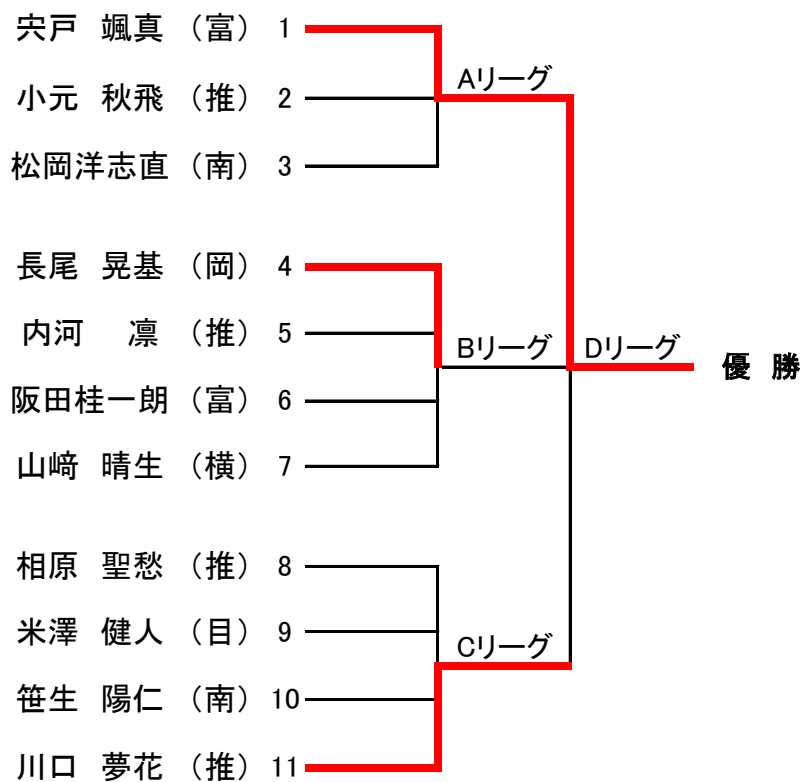 宍戸 颯真 （富） 1
Aリーグ
小元 秋飛 （推） 2
松岡洋志直 （南） 3
長尾 晃基 （岡） 4
内河 凛 （推） 5
Bリーグ Dリーグ
優 勝
阪田桂一朗 （富） 6
山﨑 晴生 （横） 7
相原 聖愁 （推） 8
米澤 健人 （目） 9
Cリーグ
笹生 陽仁 （南） 10
川口 夢花 （推） 11